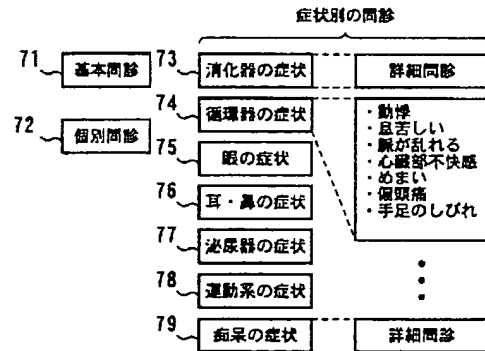 症状別の問診
71 基本問診
72 個別問診
73 消化器の症状 詳細問診
74 循環器の症状
・動悸
・息苦しい
・脈が乱れる
・心臓部不快感
・めまい
・偏頭痛
・手足のしびれ
75 眼の症状
76 耳・鼻の症状
77 泌尿器の症状
78 運動系の症状
79 痴呆の症状 詳細問診